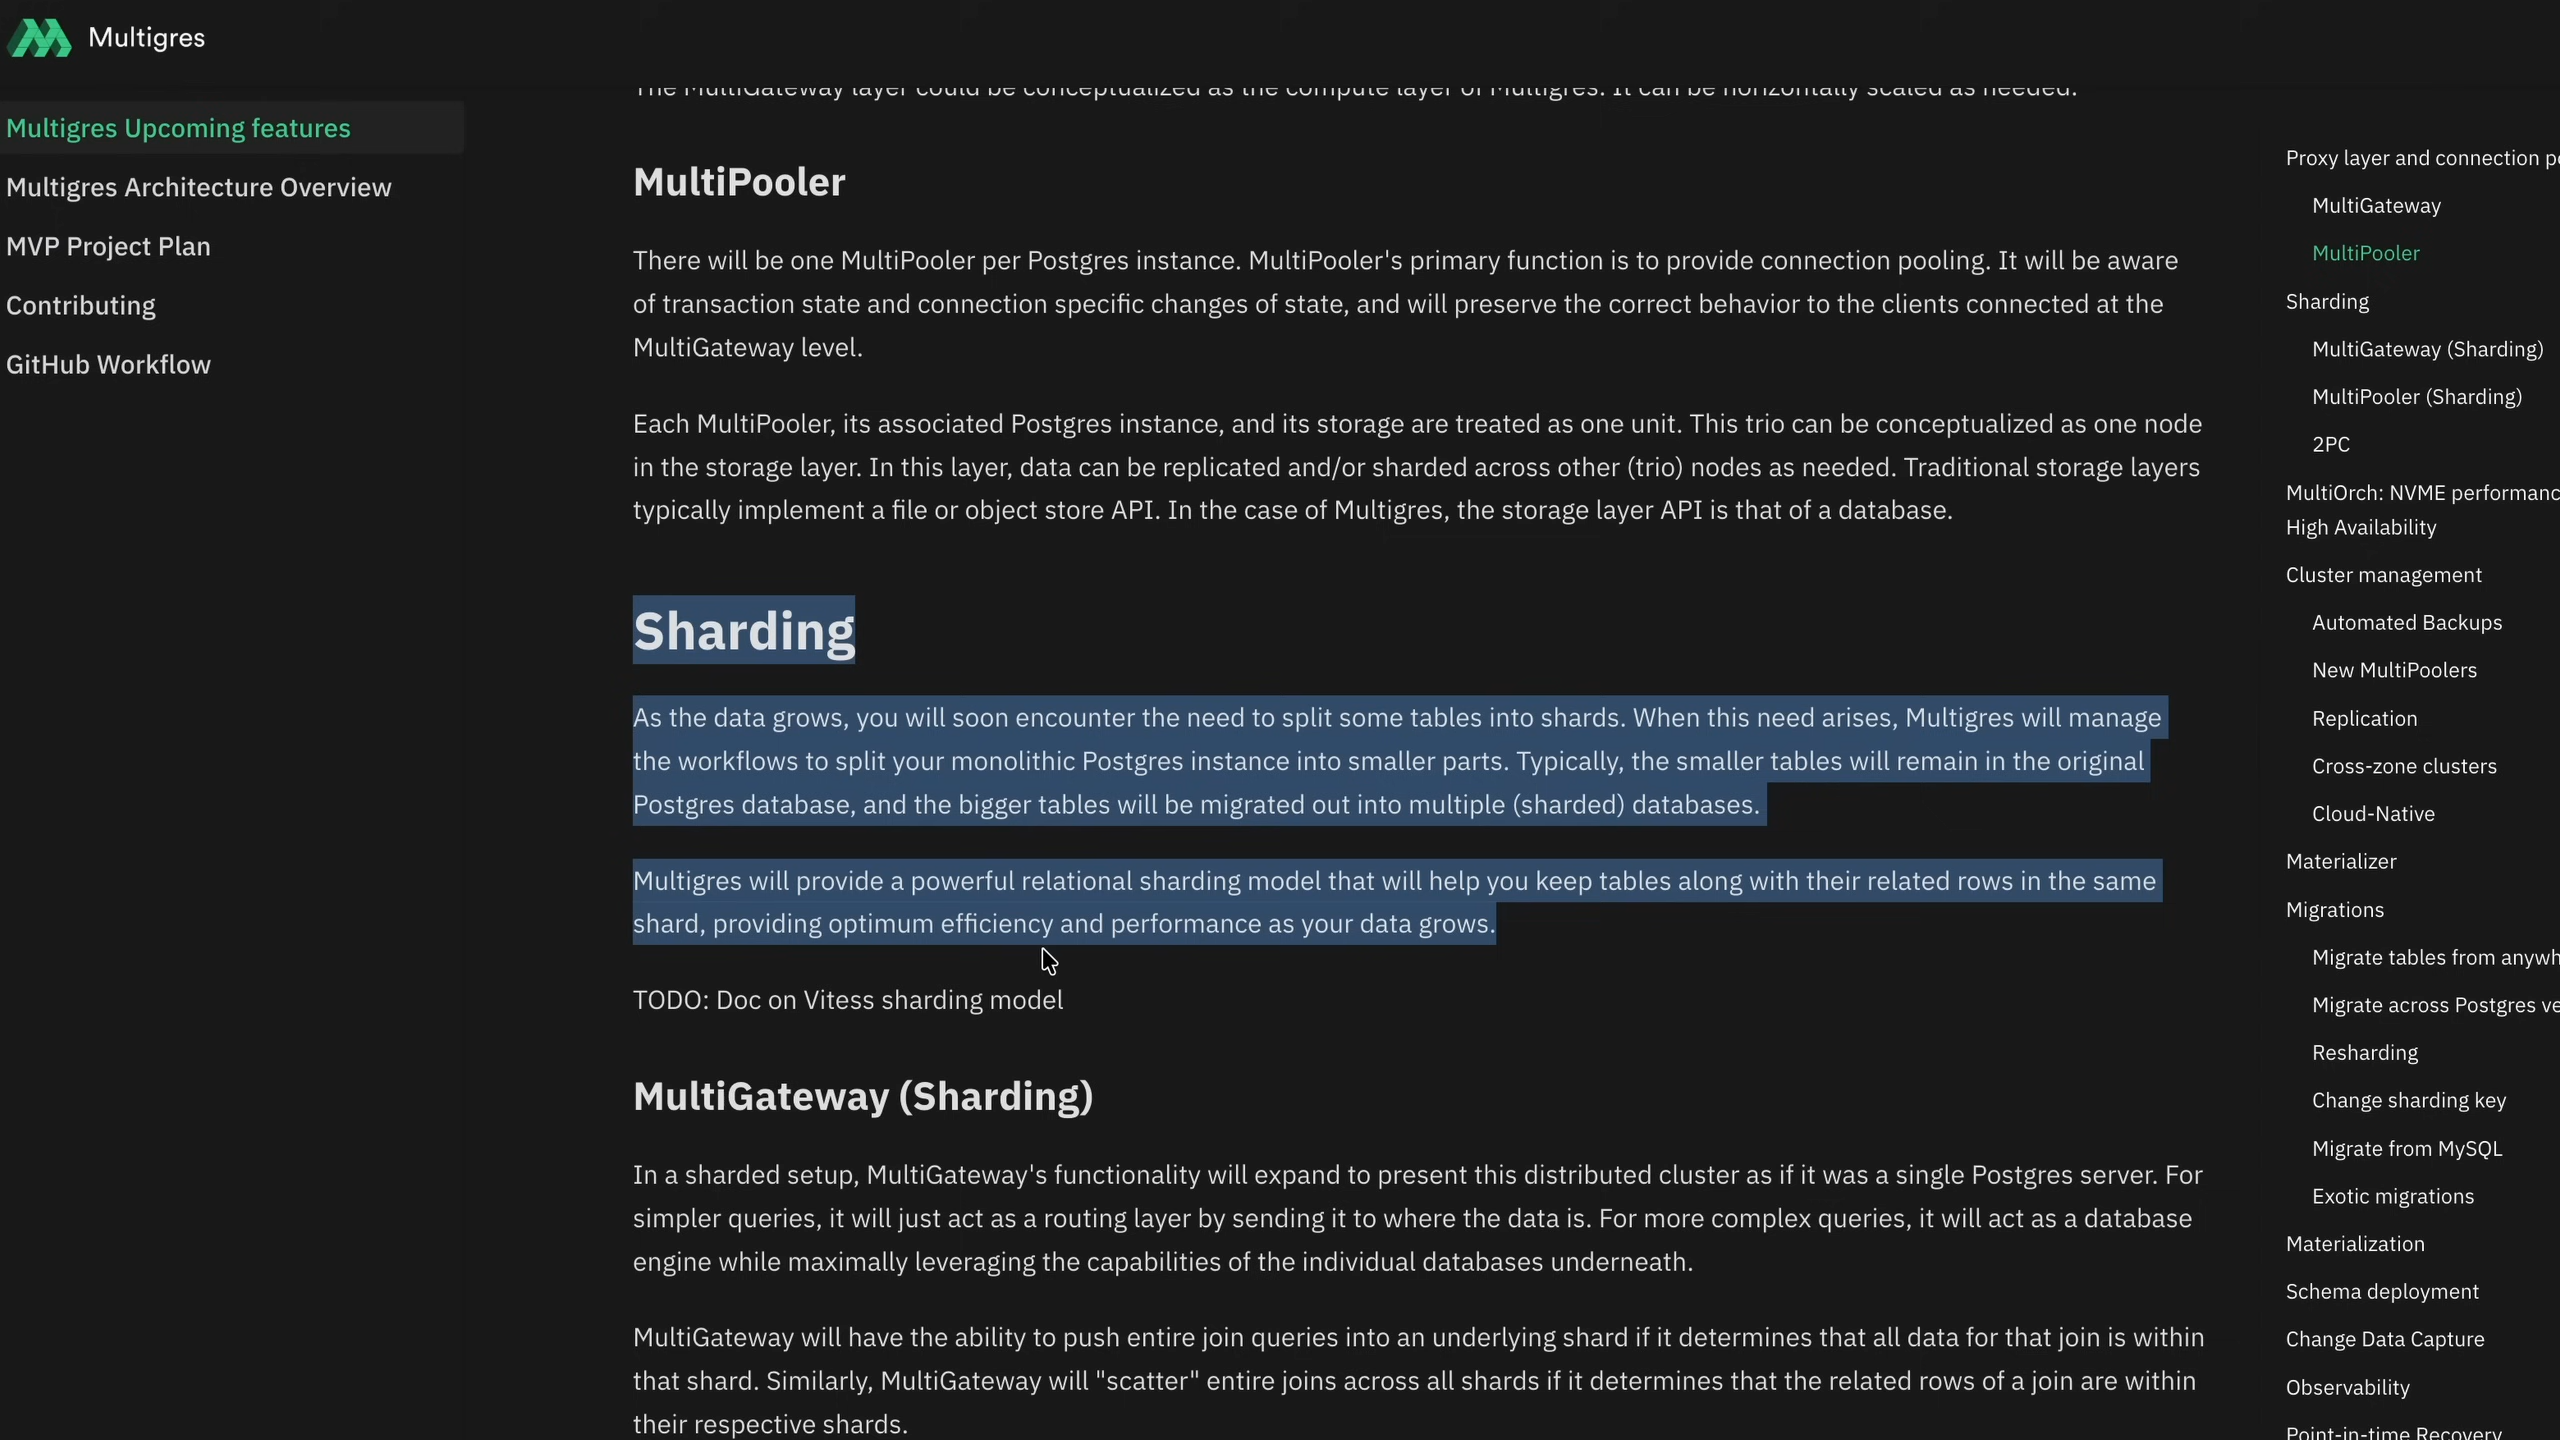 Multigres
Multigres Upcoming features
Multigres Architecture Overview
MVP Project Plan
Contributing
GitHub Workflow
The MultiGateway layer could be conceptualized as the compute layer of Multigres. It can be horizontally scaled as needed.
MultiPooler
There will be one MultiPooler per Postgres instance. MultiPooler's primary function is to provide connection pooling. It will be aware
of transaction state and connection specific changes of state, and will preserve the correct behavior to the clients connected at the
MultiGateway level.
Each MultiPooler, its associated Postgres instance, and its storage are treated as one unit. This trio can be conceptualized as one node
in the storage layer. In this layer, data can be replicated and/or sharded across other (trio) nodes as needed. Traditional storage layers
typically implement a file or object store API. In the case of Multigres, the storage layer API is that of a database.
Sharding
As the data grows, you will soon encounter the need to split some tables into shards. When this need arises, Multigres will manage
the workflows to split your monolithic Postgres instance into smaller parts. Typically, the smaller tables will remain in the original
Postgres database, and the bigger tables will be migrated out into multiple (sharded) databases.
Multigres will provide a powerful relational sharding model that will help you keep tables along with their related rows in the same
shard, providing optimum efficiency and performance as your data grows.
TODO: Doc on Vitess sharding model
MultiGateway (Sharding)
In a sharded setup, MultiGateway's functionality will expand to present this distributed cluster as if it was a single Postgres server. For
simpler queries, it will just act as a routing layer by sending it to where the data is. For more complex queries, it will act as a database
engine while maximally leveraging the capabilities of the individual databases underneath.
MultiGateway will have the ability to push entire join queries into an underlying shard if it determines that all data for that join is within
that shard. Similarly, MultiGateway will "scatter" entire joins across all shards if it determines that the related rows of a join are within
their respective shards.
Proxy layer and connection
MultiGateway
MultiPooler
Sharding
MultiGateway (Sharding)
MultiPooler (Sharding)
2PC
MultiOrch: NVME
High Availability
Cluster management
Automated Backups
New MultiPoolers
Replication
Cross-zone clusters
Cloud-Native
Materializer
Migrations
Migrate tables from
Migrate across Postgres
Resharding
Change sharding key
Migrate from MySQL
Exotic migrations
Materialization
Schema deployment
Change Data Capture
Observability
Point-in-time Recovery